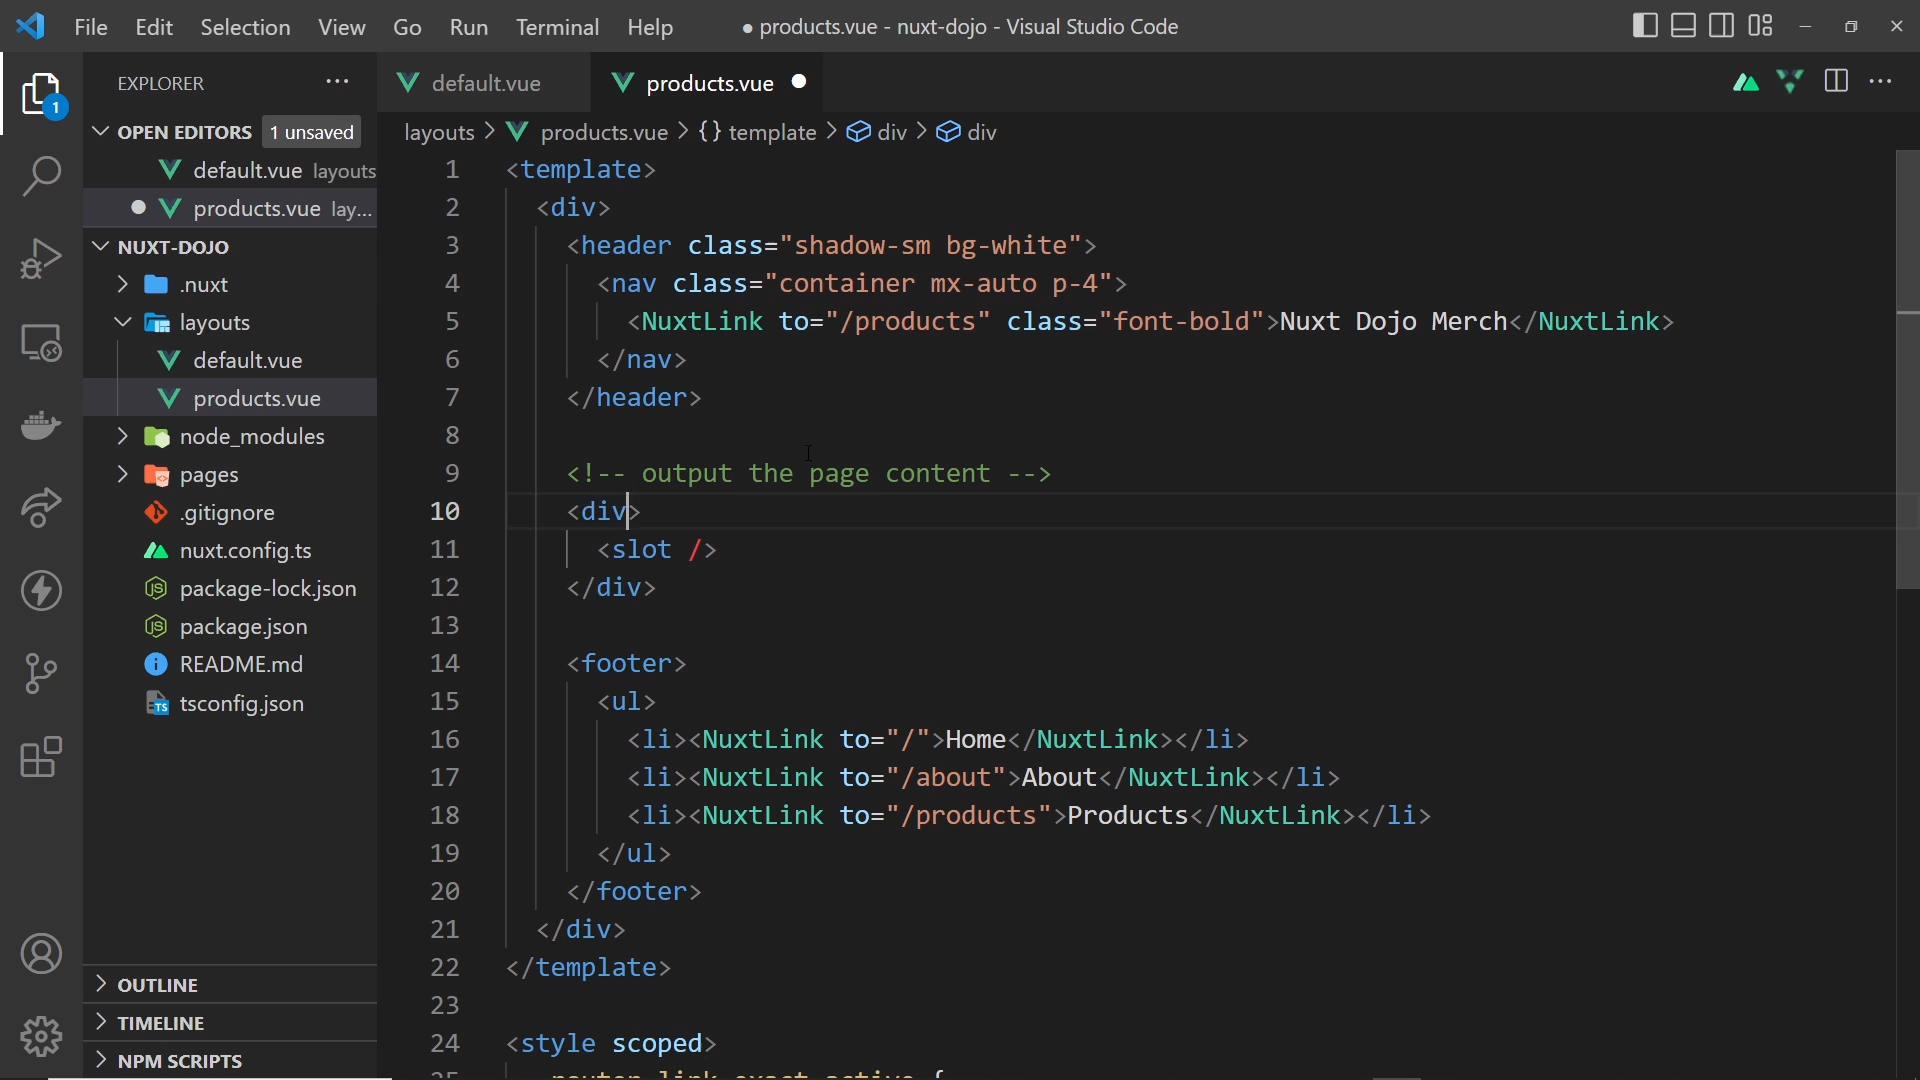 File Edit Selection View Go Run Terminal Help ● products.vue - nuxt-dojo - Visual Studio Code
EXPLORER
1
OPEN EDITORS 1 unsaved
default.vue layouts
products.vue lay...
NUXT-DOJO
.nuxt
layouts
default.vue
products.vue
node_modules
pages
.gitignore
nuxt.config.ts
package-lock.json
package.json
README.md
tsconfig.json
OUTLINE
TIMELINE
NPM SCRIPTS
default.vue products.vue
layouts > products.vue > {} template > div > div
1 <template>
2 <div>
3 <header class="shadow-sm bg-white">
4 <nav class="container mx-auto p-4">
5 <NuxtLink to="/products" class="font-bold">Nuxt Dojo Merch</NuxtLink>
6 </nav>
7 </header>
8
9 <!-- output the page content -->
10 <div>
11 <slot />
12 </div>
13
14 <footer>
15 <ul>
16 <li><NuxtLink to="/">Home</NuxtLink></li>
17 <li><NuxtLink to="/about">About</NuxtLink></li>
18 <li><NuxtLink to="/products">Products</NuxtLink></li>
19 </ul>
20 </footer>
21 </div>
22 </template>
23
24 <style scoped>